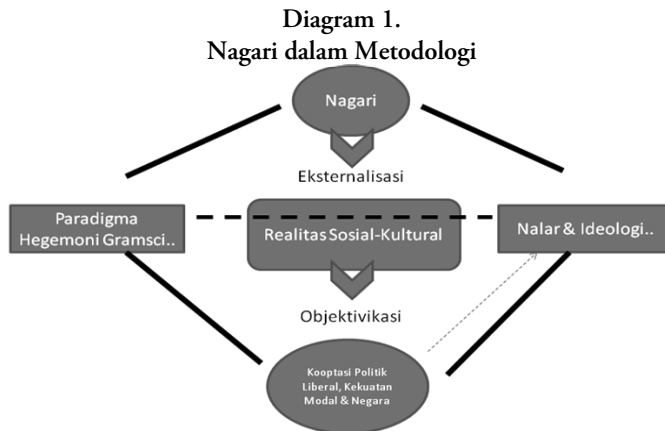 Diagram 1.
Nagari dalam Metodologi
Nagari
Eksternalisasi
Paradigma
Hegemoni Gramsci..
Realitas Sosial-Kultural
Nalar & Ideologi..
Objektivikasi
Kooptasi Politik
Liberal, Kekuatan
Modal & Negara